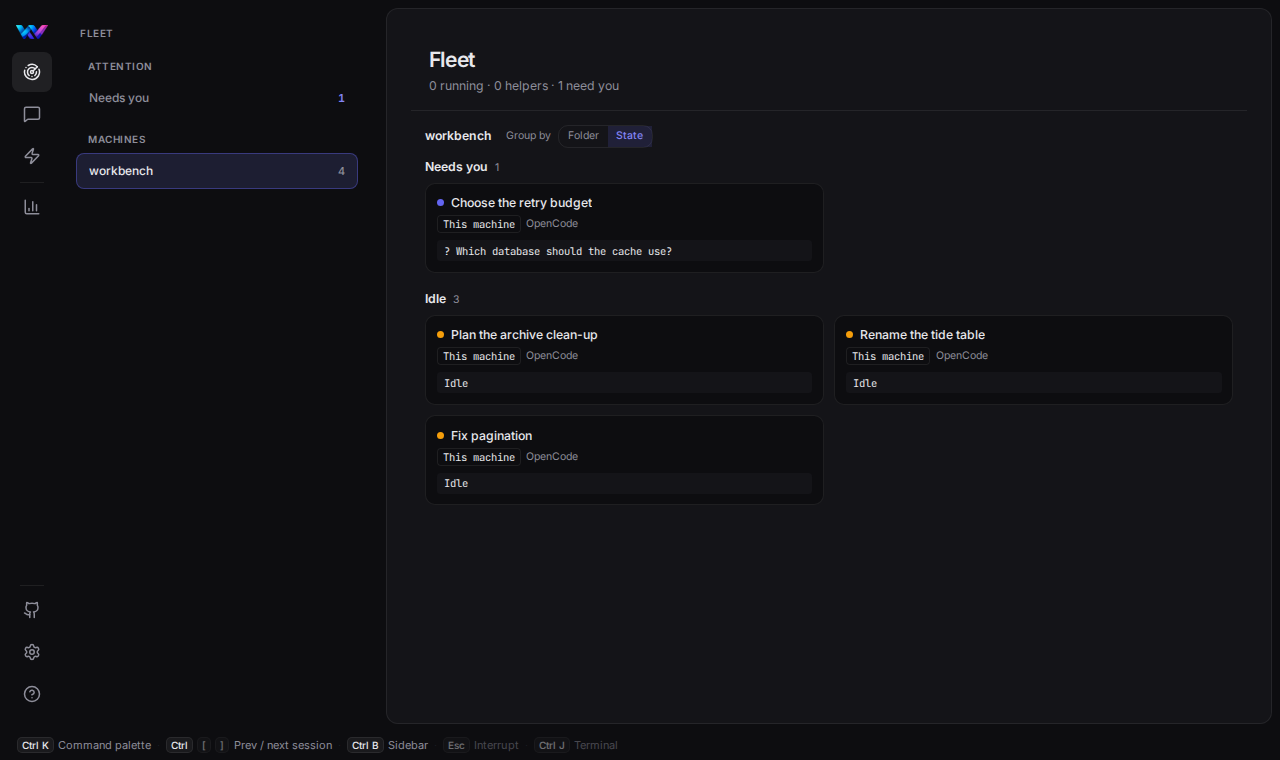 FLEET
ATTENTION
Needs you 1
MACHINES
workbench 4
Fleet
0 running · 0 helpers · 1 need you
workbench Group by Folder State
Needs you 1
Choose the retry budget
This machine OpenCode
? Which database should the cache use?
Idle 3
Plan the archive clean-up
This machine OpenCode
Idle
Rename the tide table
This machine OpenCode
Idle
Fix pagination
This machine OpenCode
Idle
Ctrl K Command palette Ctrl [ ] Prev / next session Ctrl B Sidebar Esc Interrupt Ctrl J Terminal